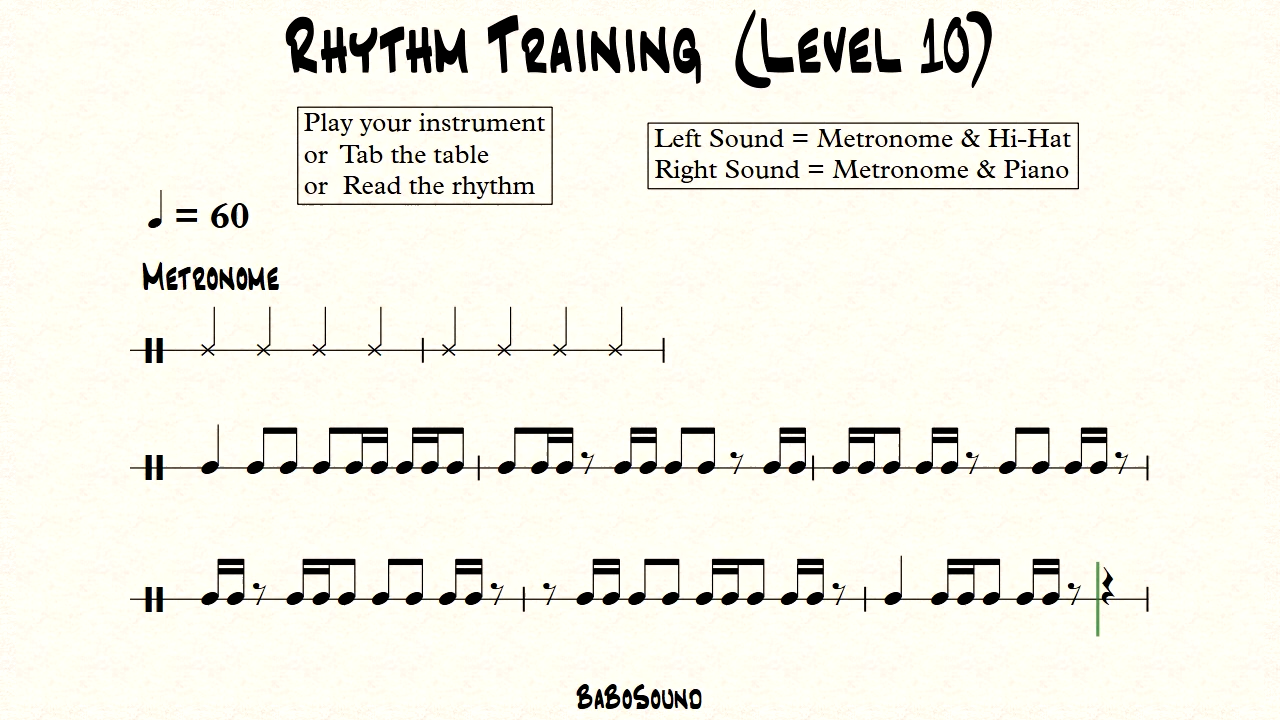 Rhythm Training (Level 10)
Play your instrument
or Tab the table
or Read the rhythm
Left Sound = Metronome & Hi-Hat
Right Sound = Metronome & Piano
♩ = 60
Metronome
BaBoSound